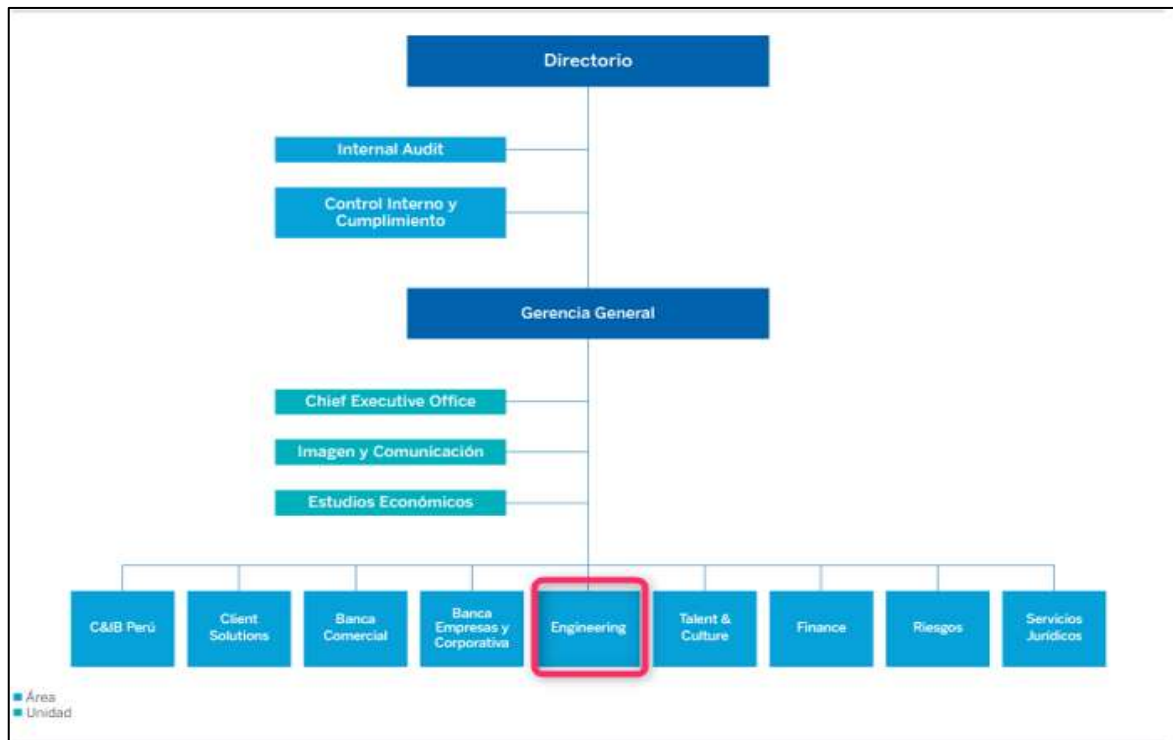 Directorio
Internal Audit
Control Interno y
Cumplimiento
Gerencia General
Chief Executive Office
Imagen y Comunicación
Estudios Económicos
C&IB Perú
Client
Solutions
Banca
Comercial
Banca
Empresas y
Corporativa
Engineering
Talent &
Culture
Finance
Riesgos
Servicios
Jurídicos
Área
Unidad